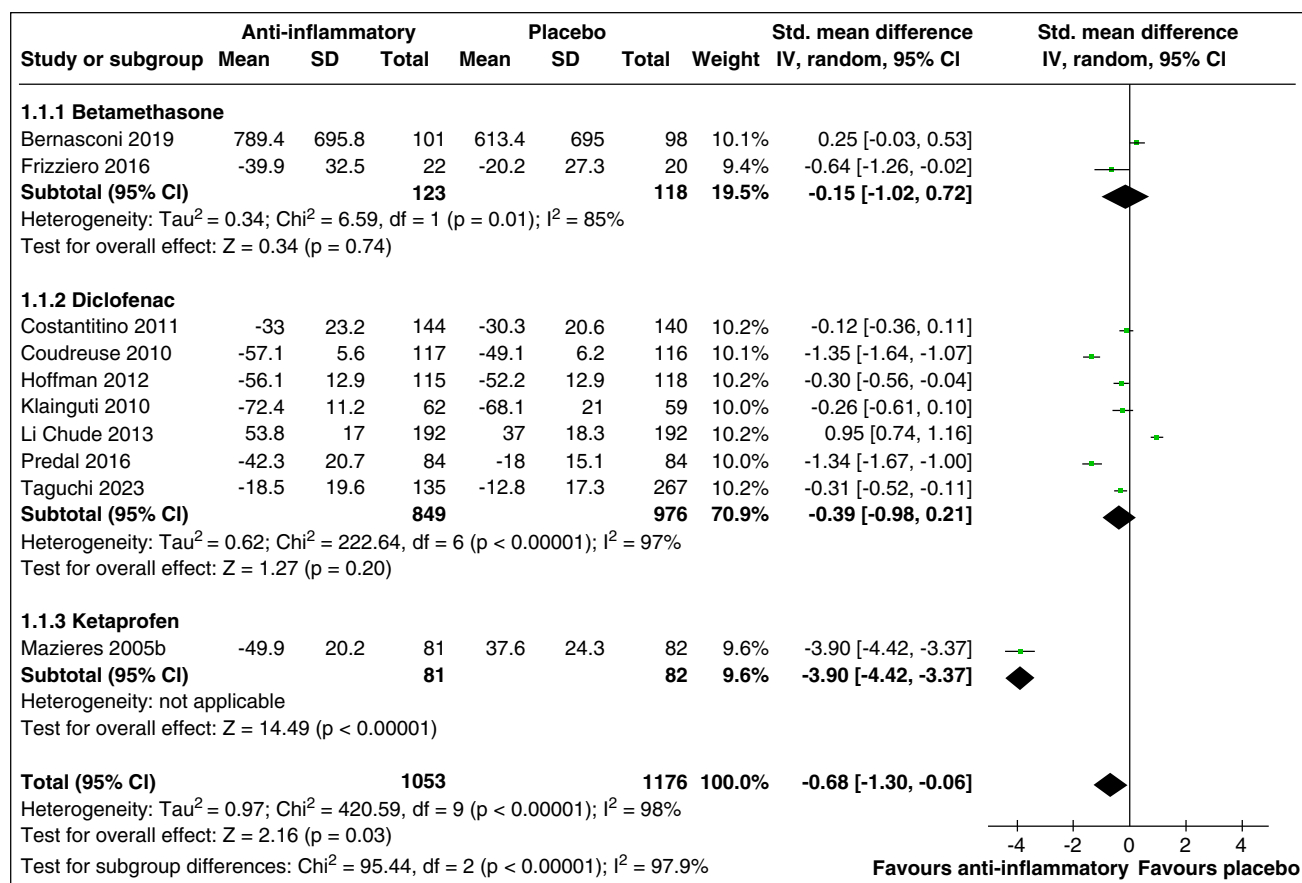 Anti-inflammatory Placebo Std. mean difference Std. mean difference
Study or subgroup Mean SD Total Mean SD Total Weight IV, random, 95% CI IV, random, 95% CI
1.1.1 Betamethasone
Bernasconi 2019 789.4 695.8 101 613.4 695 98 10.1% 0.25 [-0.03, 0.53]
Frizziero 2016 -39.9 32.5 22 -20.2 27.3 20 9.4% -0.64 [-1.26, -0.02]
Subtotal (95% CI) 123 118 19.5% -0.15 [-1.02, 0.72]
Heterogeneity: Tau² = 0.34; Chi² = 6.59, df = 1 (p = 0.01); I² = 85%
Test for overall effect: Z = 0.34 (p = 0.74)
1.1.2 Diclofenac
Costantitino 2011 -33 23.2 144 -30.3 20.6 140 10.2% -0.12 [-0.36, 0.11]
Coudreuse 2010 -57.1 5.6 117 -49.1 6.2 116 10.1% -1.35 [-1.64, -1.07]
Hoffman 2012 -56.1 12.9 115 -52.2 12.9 118 10.2% -0.30 [-0.56, -0.04]
Klainguti 2010 -72.4 11.2 62 -68.1 21 59 10.0% -0.26 [-0.61, 0.10]
Li Chude 2013 53.8 17 192 37 18.3 192 10.2% 0.95 [0.74, 1.16]
Predal 2016 -42.3 20.7 84 -18 15.1 84 10.0% -1.34 [-1.67, -1.00]
Taguchi 2023 -18.5 19.6 135 -12.8 17.3 267 10.2% -0.31 [-0.52, -0.11]
Subtotal (95% CI) 849 976 70.9% -0.39 [-0.98, 0.21]
Heterogeneity: Tau² = 0.62; Chi² = 222.64, df = 6 (p < 0.00001); I² = 97%
Test for overall effect: Z = 1.27 (p = 0.20)
1.1.3 Ketaprofen
Mazieres 2005b -49.9 20.2 81 37.6 24.3 82 9.6% -3.90 [-4.42, -3.37]
Subtotal (95% CI) 81 82 9.6% -3.90 [-4.42, -3.37]
Heterogeneity: not applicable
Test for overall effect: Z = 14.49 (p < 0.00001)
Total (95% CI) 1053 1176 100.0% -0.68 [-1.30, -0.06]
Heterogeneity: Tau² = 0.97; Chi² = 420.59, df = 9 (p < 0.00001); I² = 98%
Test for overall effect: Z = 2.16 (p = 0.03)
Test for subgroup differences: Chi² = 95.44, df = 2 (p < 0.00001); I² = 97.9%
-4 -2 0 2 4
Favours anti-inflammatory Favours placebo